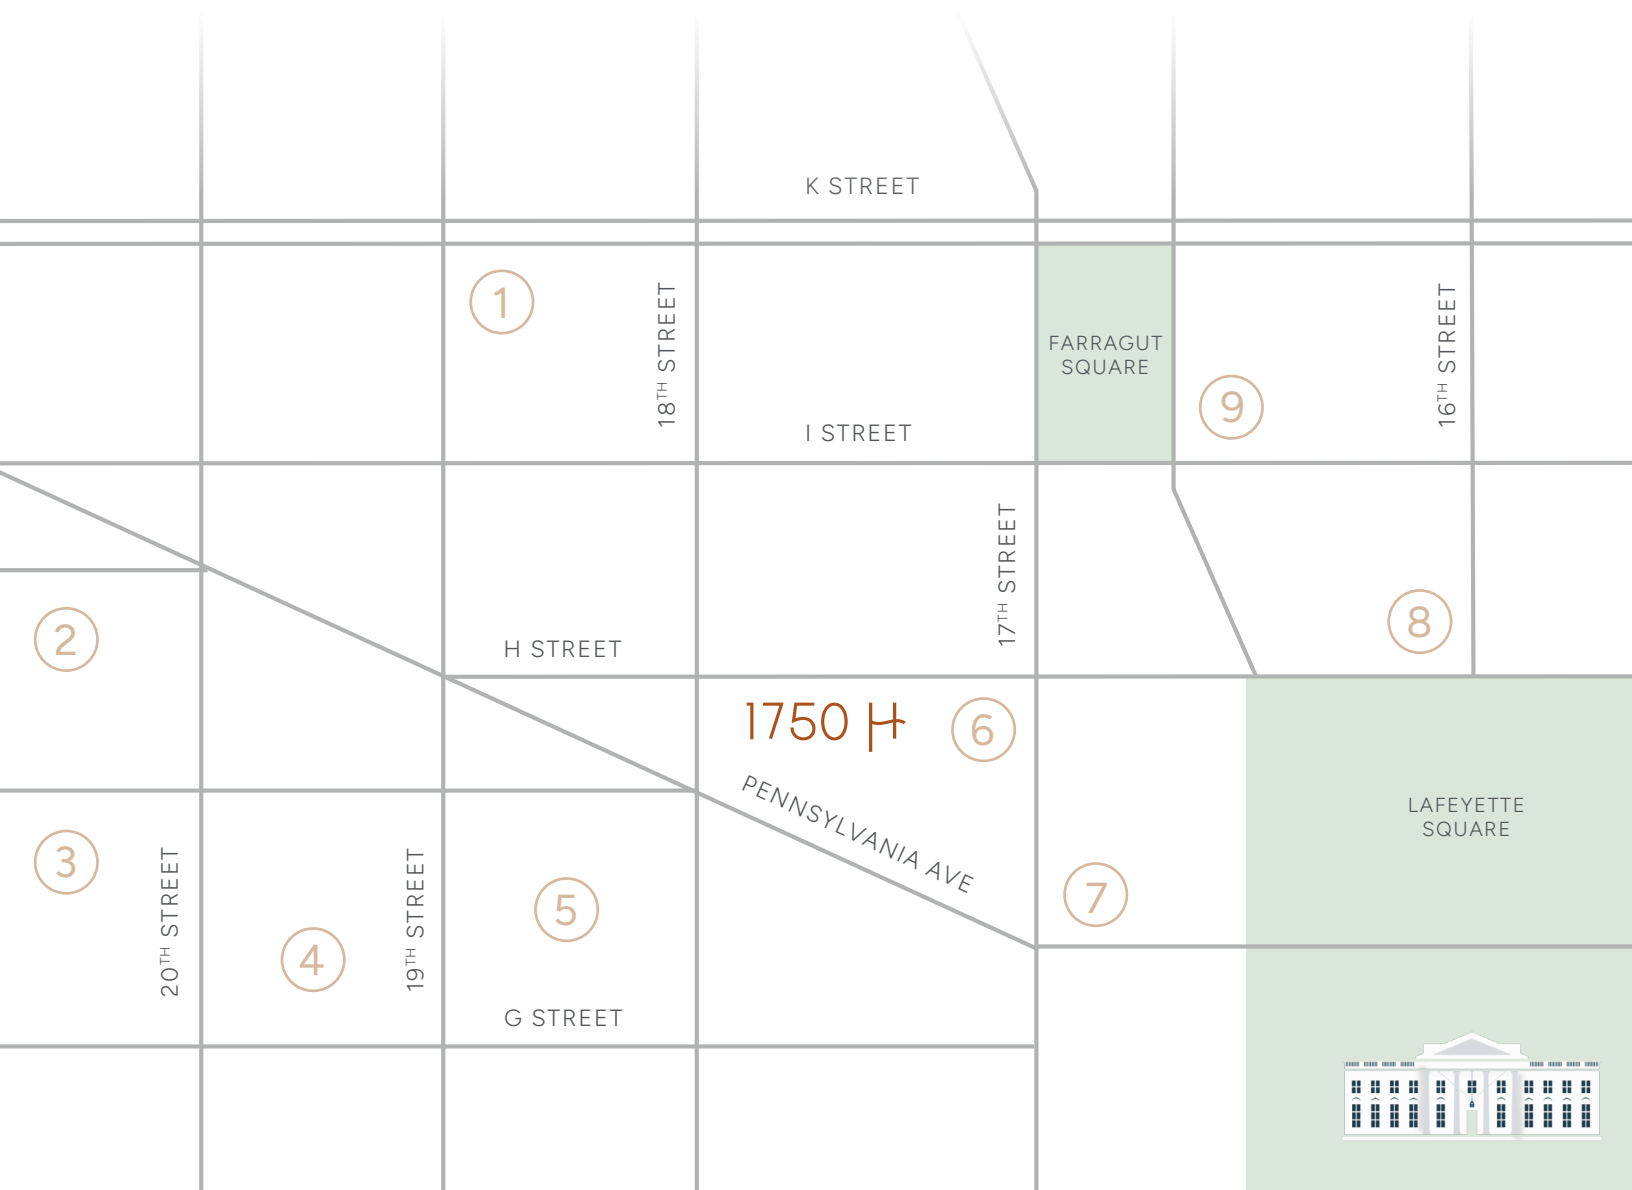 K STREET
1
18TH STREET
FARRAGUT
SQUARE
16TH STREET
9
I STREET
17TH STREET
2
8
H STREET
1750 H
6
PENNSYLVANIA AVE
LAFEYETTE
SQUARE
3
20TH STREET
19TH STREET
5
7
4
G STREET